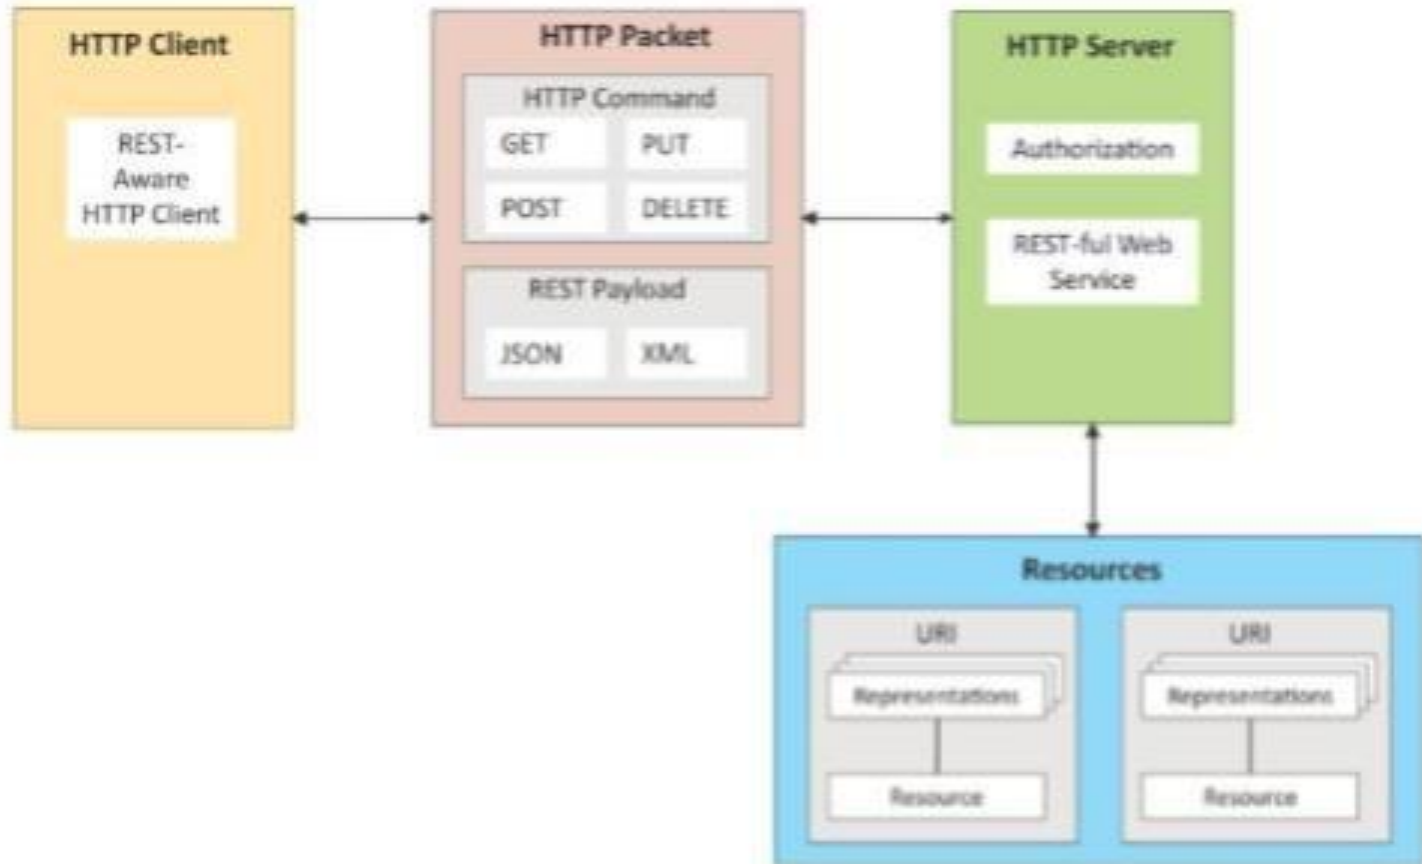 HTTP Client
REST-
Aware
HTTP Client
HTTP Packet
HTTP Command
GET
PUT
POST
DELETE
REST Payload
JSON
XML
HTTP Server
Authorization
REST-ful Web
Service
Resources
URI
Representations
Resource
URI
Representations
Resource